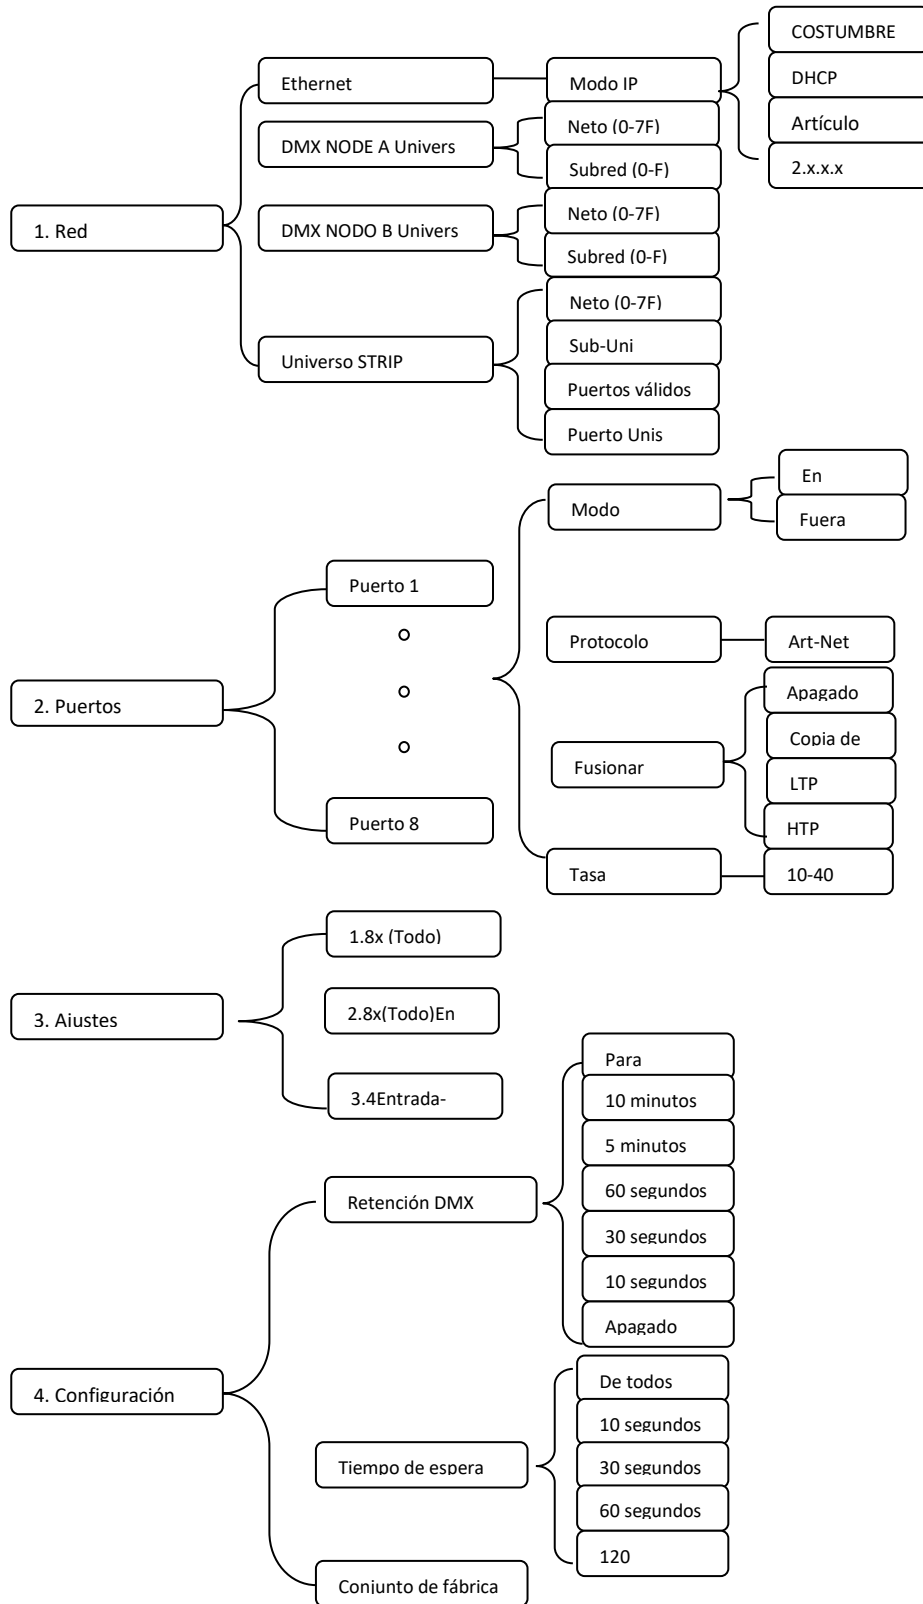 1. Red
Ethernet
Modo IP
COSTUMBRE
DHCP
Artículo
2.x.x.x
DMX NODE A Univers
Neto (0-7F)
Subred (0-F)
DMX NODO B Univers
Neto (0-7F)
Subred (0-F)
Universo STRIP
Neto (0-7F)
Sub-Uni
Puertos válidos
Puerto Unis
2. Puertos
Puerto 1
Puerto 8
Modo
En
Fuera
Protocolo
Art-Net
Fusionar
Apagado
Copia de
LTP
HTP
Tasa
10-40
3. Ajustes
1.8x (Todo)
2.8x(Todo)En
3.4Entrada-
4. Configuración
Retención DMX
Para
10 minutos
5 minutos
60 segundos
30 segundos
10 segundos
Apagado
Tiempo de espera
De todos
10 segundos
30 segundos
60 segundos
120
Conjunto de fábrica